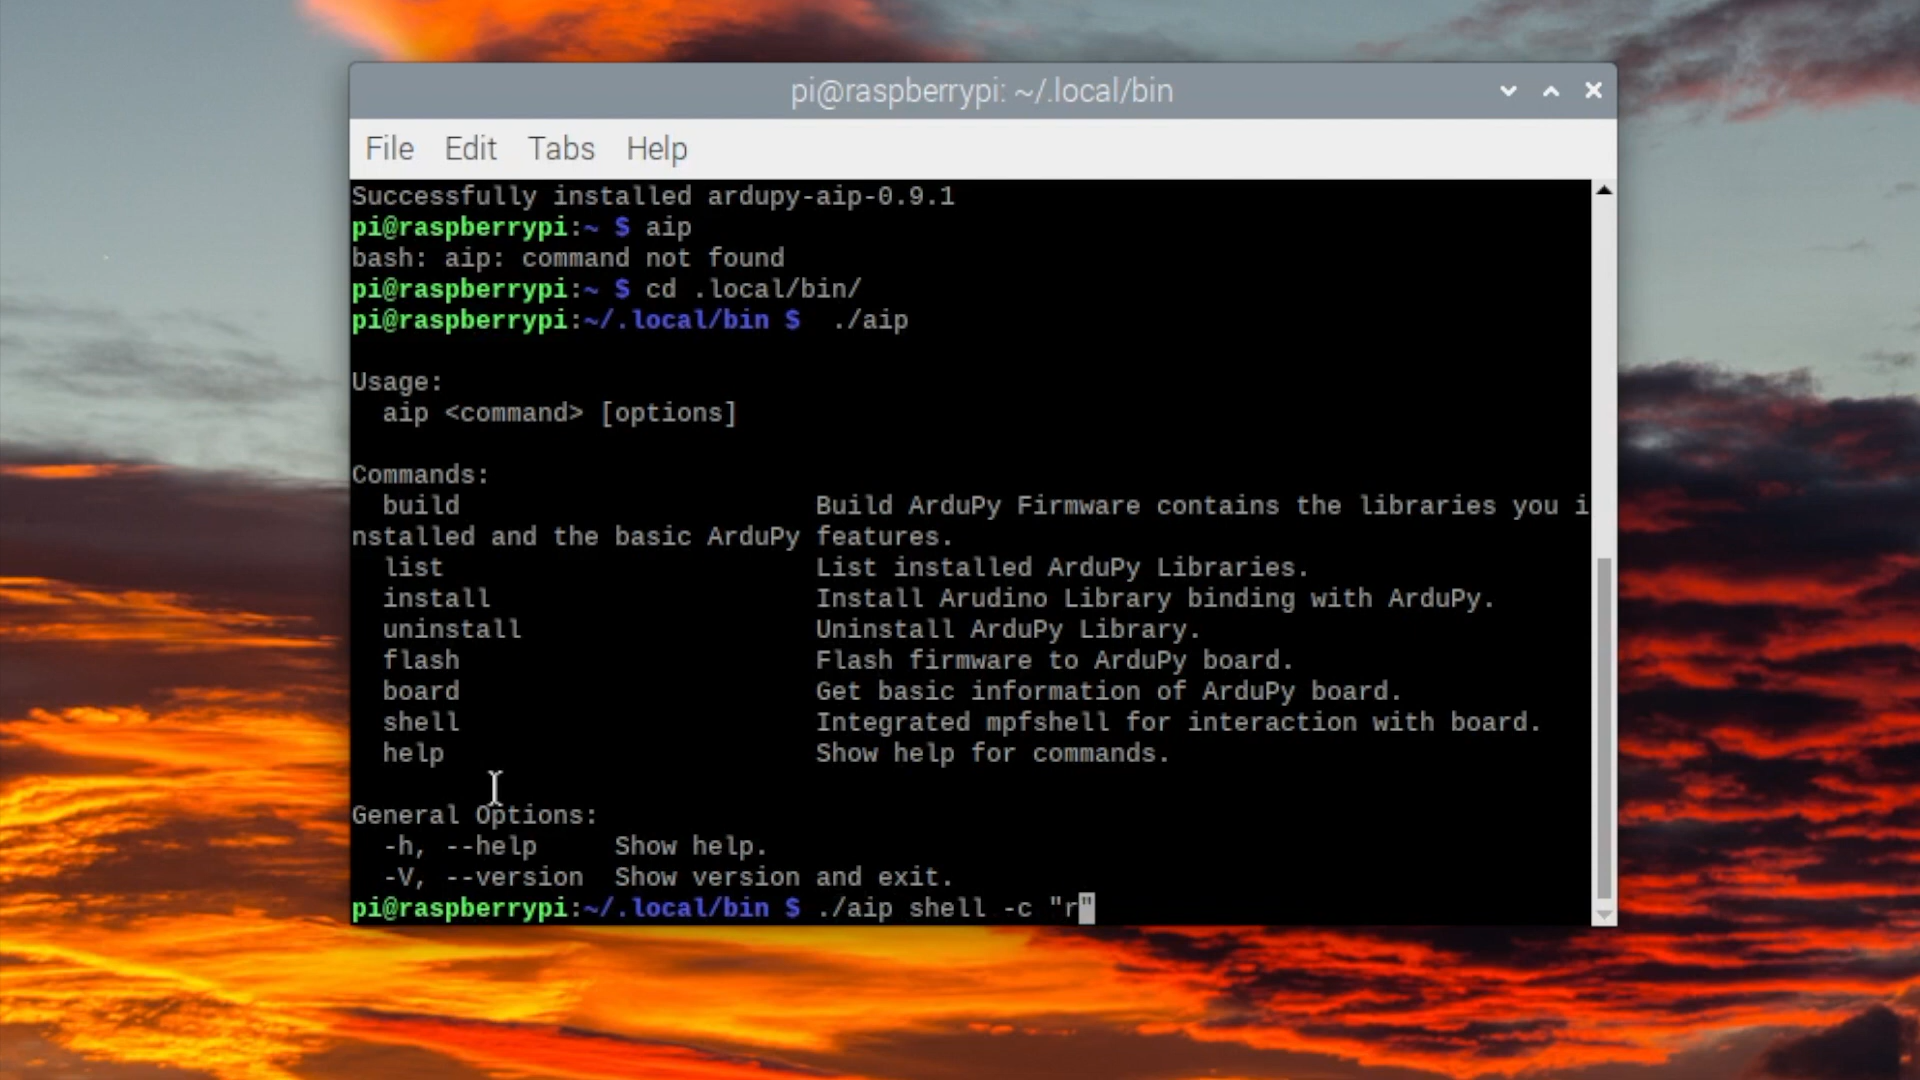 pi@raspberrypi: ~/.local/bin
File Edit Tabs Help
Successfully installed ardupy-aip-0.9.1
pi@raspberrypi:~ $ aip
bash: aip: command not found
pi@raspberrypi:~ $ cd .local/bin/
pi@raspberrypi:~/.local/bin $  ./aip
Usage:
  aip <command> [options]
Commands:
  build                       Build ArduPy Firmware contains the libraries you i
nstalled and the basic ArduPy features.
  list                        List installed ArduPy Libraries.
  install                     Install Arudino Library binding with ArduPy.
  uninstall                   Uninstall ArduPy Library.
  flash                       Flash firmware to ArduPy board.
  board                       Get basic information of ArduPy board.
  shell                       Integrated mpfshell for interaction with board.
  help                        Show help for commands.
General Options:
  -h, --help     Show help.
  -V, --version  Show version and exit.
pi@raspberrypi:~/.local/bin $ ./aip shell -c "r"